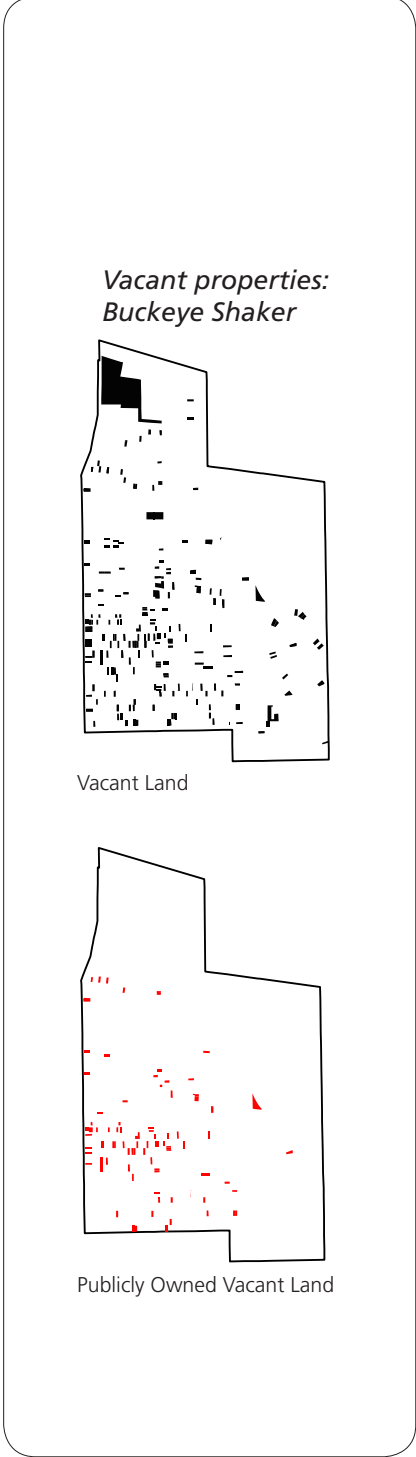 Vacant properties:
Buckeye Shaker
Vacant Land
Publicly Owned Vacant Land